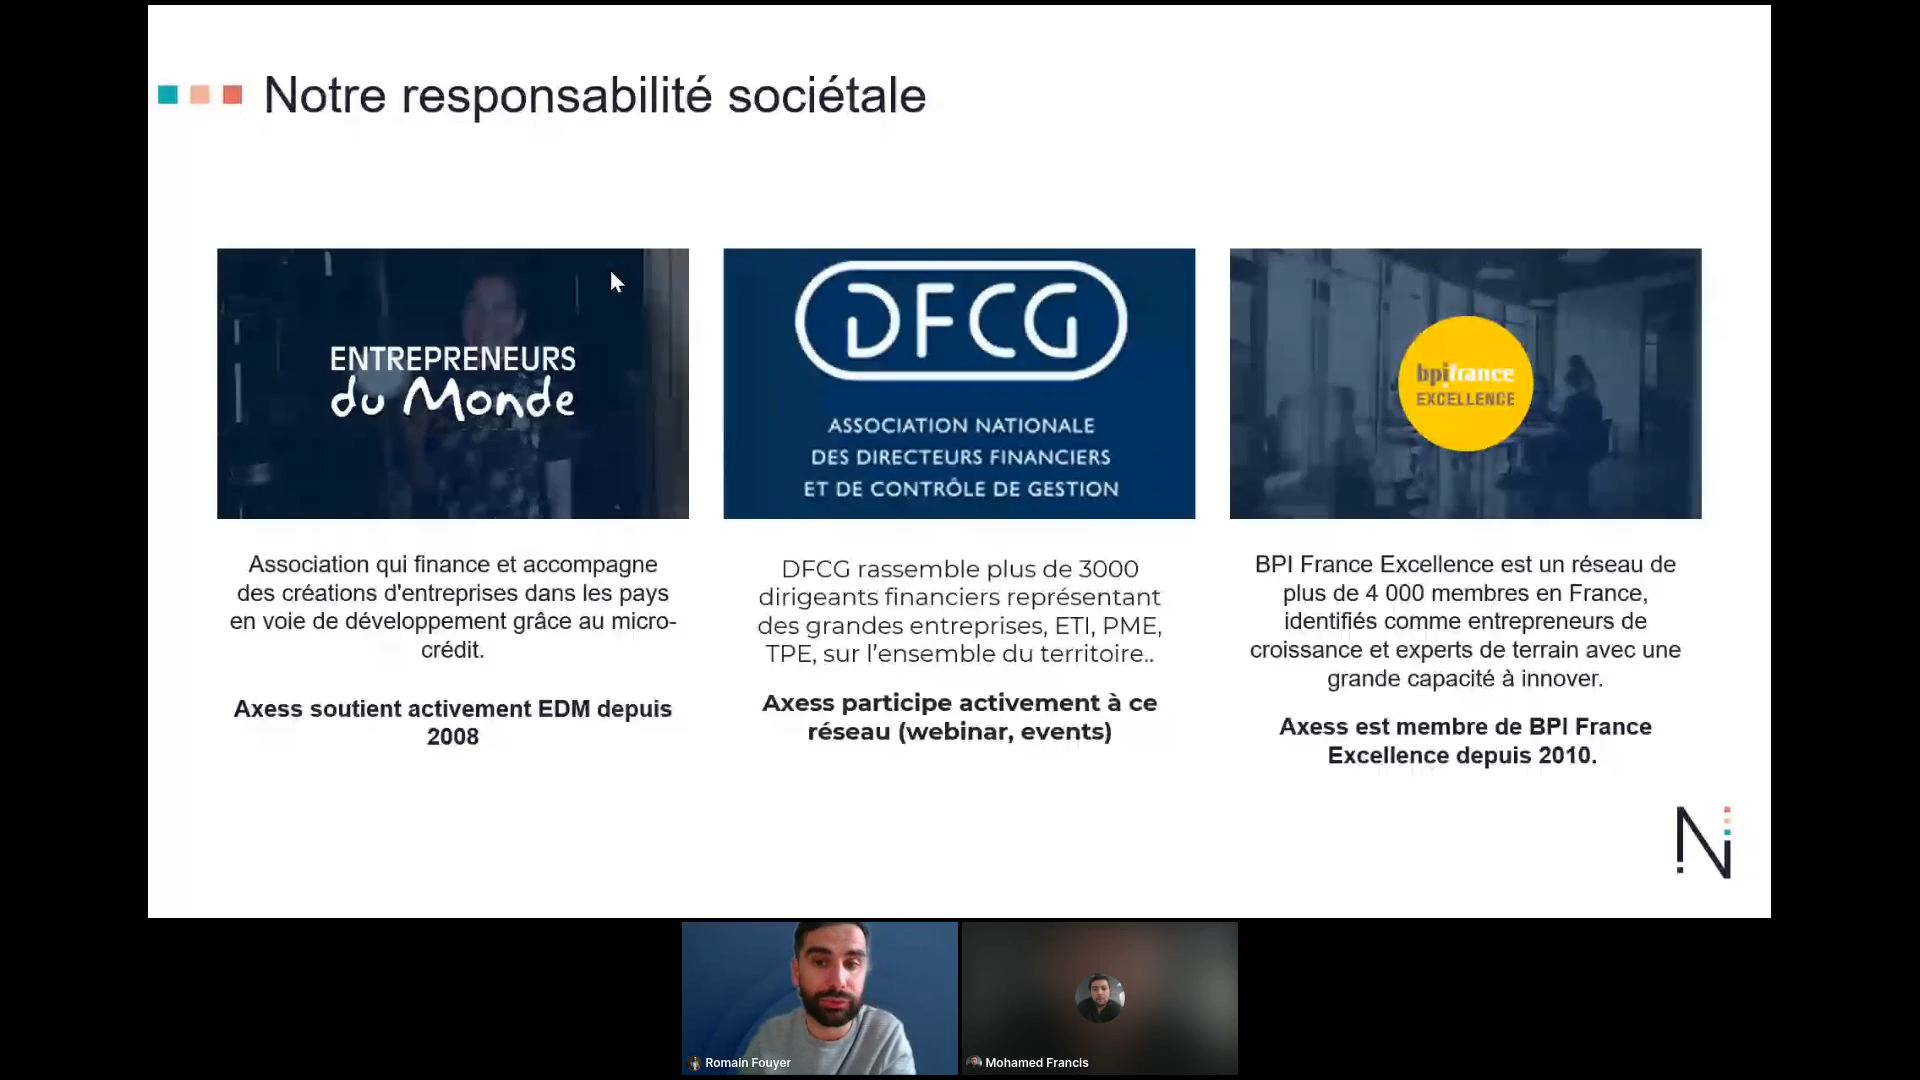 Notre responsabilité sociétale
ENTREPRENEURS
du Monde
Association qui finance et accompagne
des créations d'entreprises dans les pays
en voie de développement grâce au micro-
crédit.
Axess soutient activement EDM depuis
2008
DFCG
ASSOCIATION NATIONALE
DES DIRECTEURS FINANCIERS
ET DE CONTRÔLE DE GESTION
DFCG rassemble plus de 3000
dirigeants financiers représentant
des grandes entreprises, ETI, PME,
TPE, sur l’ensemble du territoire..
Axess participe activement à ce
réseau (webinar, events)
bpifrance
EXCELLENCE
BPI France Excellence est un réseau de
plus de 4 000 membres en France,
identifiés comme entrepreneurs de
croissance et experts de terrain avec une
grande capacité à innover.
Axess est membre de BPI France
Excellence depuis 2010.
N
Romain Fouyer
Mohamed Francis